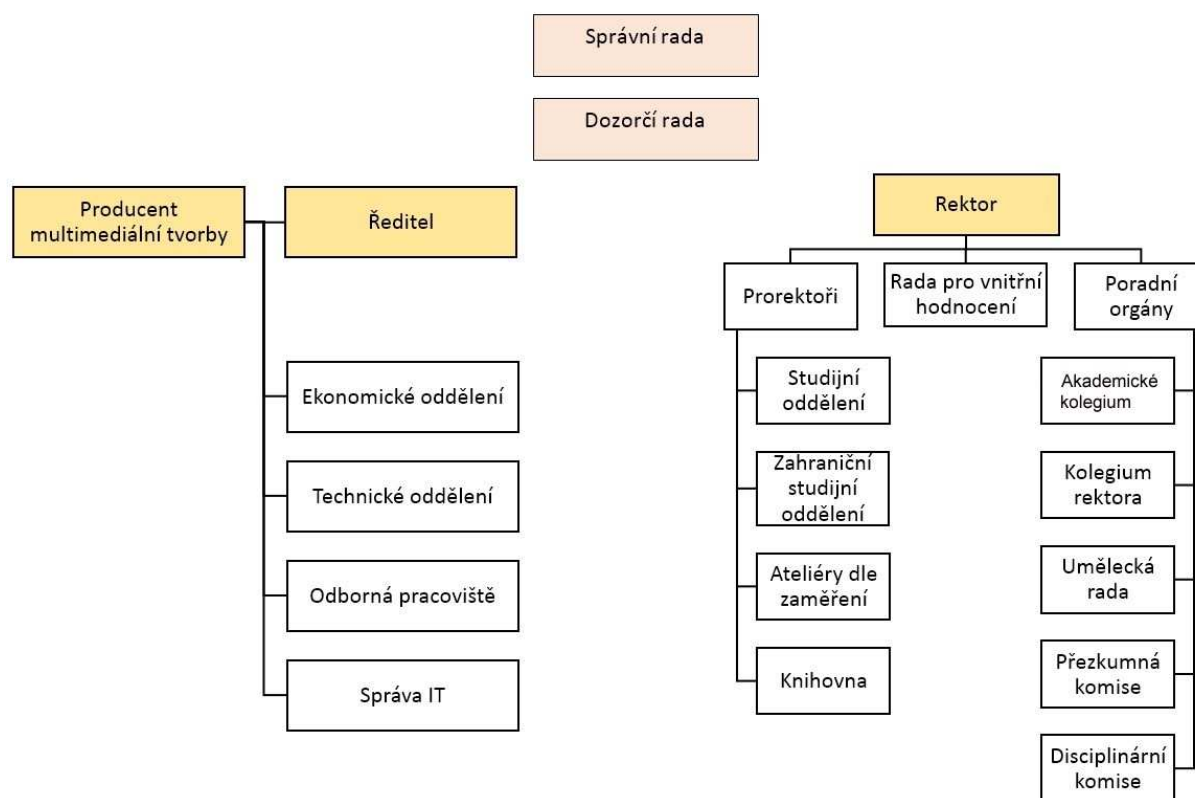 Správní rada
Dozorčí rada
Producent
multimediální tvorby
Ředitel
Ekonomické oddělení
Technické oddělení
Odborná pracoviště
Správa IT
Rektor
Prorektoři
Rada pro vnitřní
hodnocení
Poradní
orgány
Studijní
oddělení
Zahraniční
studijní
oddělení
Ateliéry dle
zaměření
Knihovna
Akademické
kolegium
Kolegium
rektora
Umělecká
rada
Přezkumná
komise
Disciplinární
komise